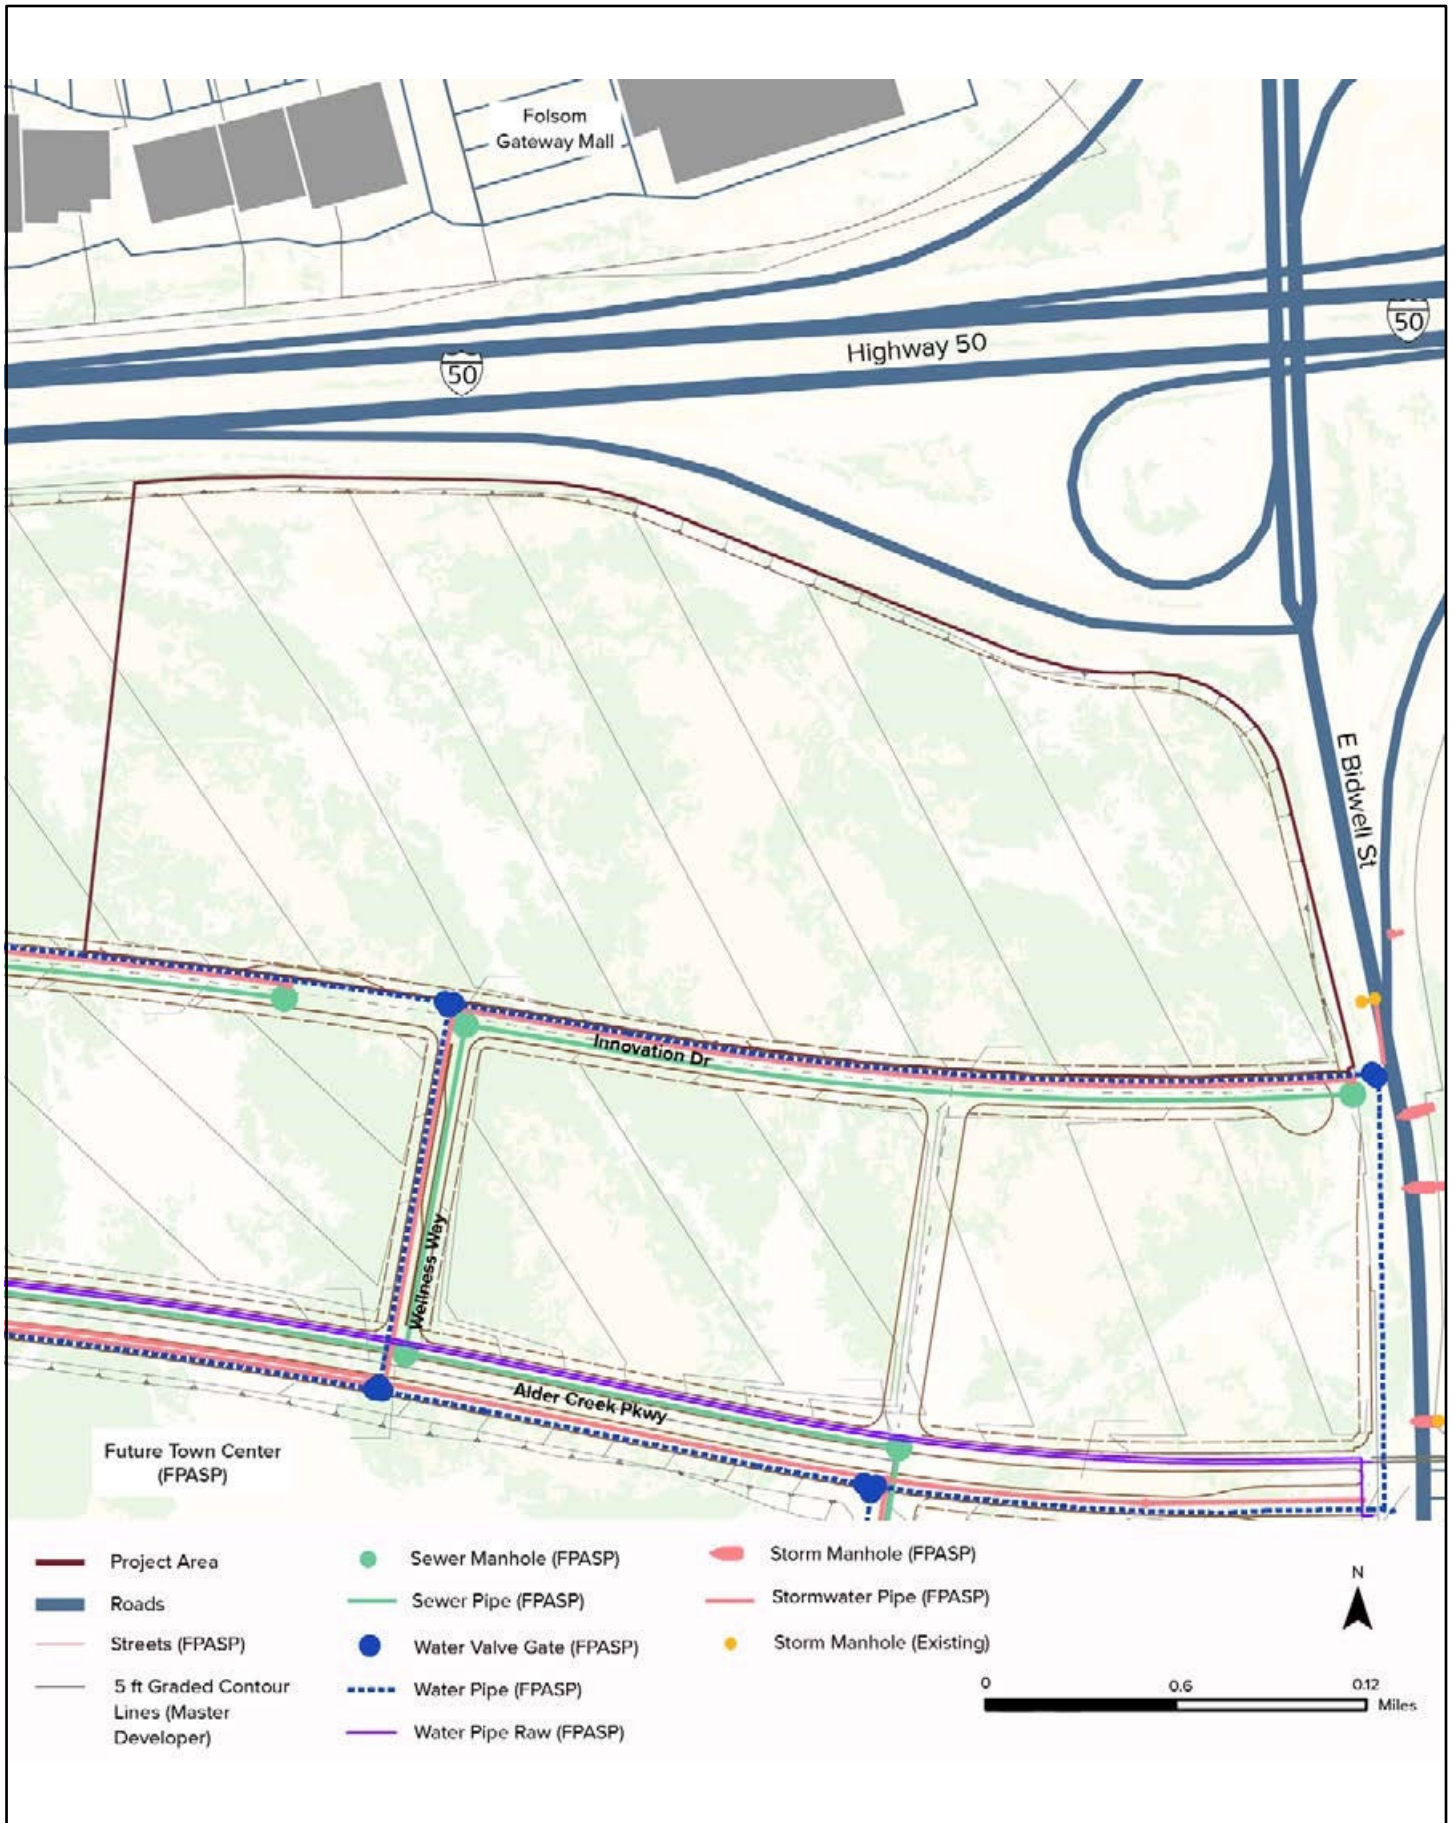 Folsom
Gateway Mall
50
Highway 50
50
E Bidwell St
Innovation Dr
Wellness Way
Alder Creek Pkwy
Future Town Center
(FPASP)
Project Area
Roads
Streets (FPASP)
5 ft Graded Contour
Lines (Master
Developer)
Sewer Manhole (FPASP)
Sewer Pipe (FPASP)
Water Valve Gate (FPASP)
Water Pipe (FPASP)
Water Pipe Raw (FPASP)
Storm Manhole (FPASP)
Stormwater Pipe (FPASP)
Storm Manhole (Existing)
N
0 0.6 0.12
Miles